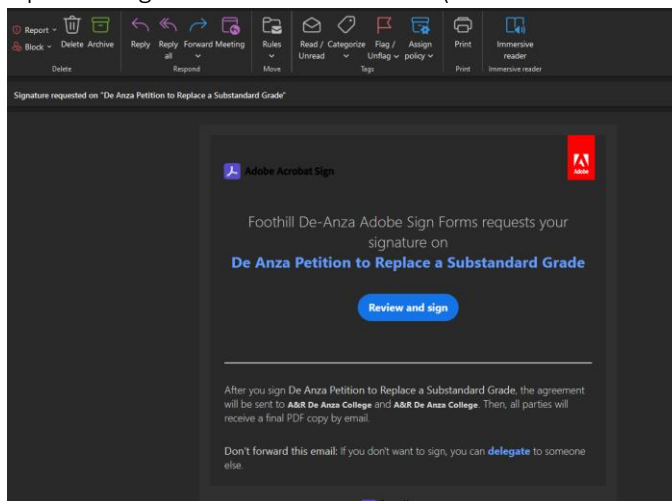 Report
Block
Delete Archive
Reply
Reply all
Forward
Meeting
Rules
Read / Unread
Categorize
Flag / Unflag
Assign policy
Print
Immersive reader
Delete
Respond
Move
Tags
Print
Immersive reader
Signature requested on "De Anza Petition to Replace a Substandard Grade"
Adobe Acrobat Sign
Adobe
Foothill De-Anza Adobe Sign Forms requests your
signature on
De Anza Petition to Replace a Substandard Grade
Review and sign
After you sign De Anza Petition to Replace a Substandard Grade, the agreement
will be sent to A&R De Anza College and A&R De Anza College. Then, all parties will
receive a final PDF copy by email.
Don't forward this email: If you don't want to sign, you can delegate to someone
else.